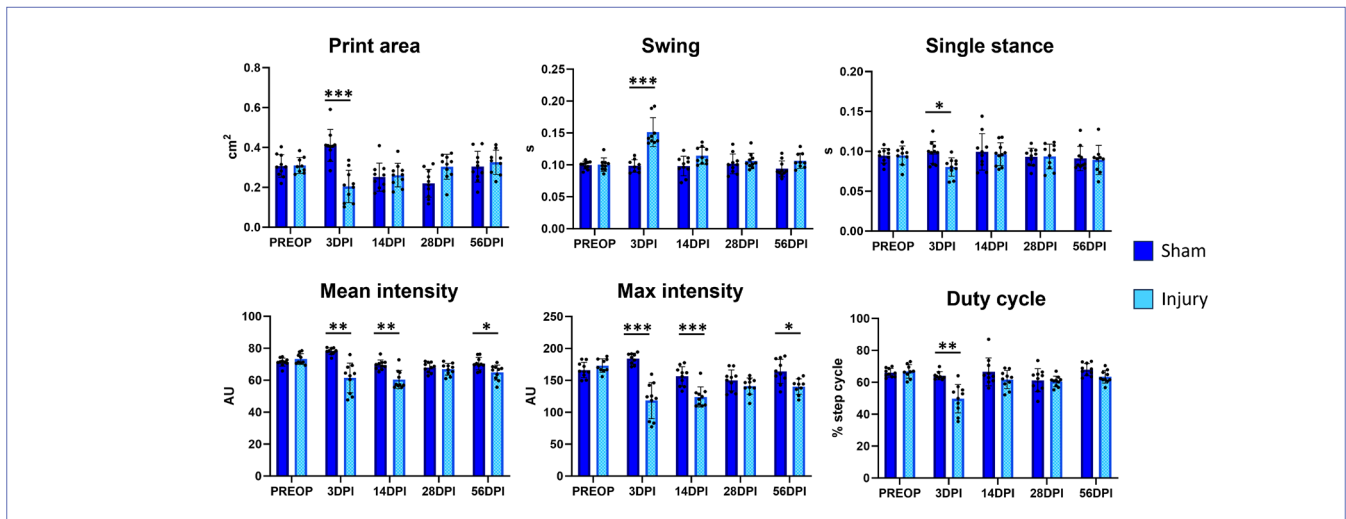 Print area
Swing
Single stance
0.8
0.6
0.4
0.2
0.0
cm²
***
PREOP 3DPI 14DPI 28DPI 56DPI
0.25
0.20
0.15
0.10
0.05
0.00
s
***
PREOP 3DPI 14DPI 28DPI 56DPI
0.20
0.15
0.10
0.05
0.00
s
*
PREOP 3DPI 14DPI 28DPI 56DPI
Sham
Injury
Mean intensity
Max intensity
Duty cycle
100
80
60
40
20
0
AU
** ** *
PREOP 3DPI 14DPI 28DPI 56DPI
250
200
150
100
50
0
AU
*** *** *
PREOP 3DPI 14DPI 28DPI 56DPI
100
80
60
40
20
0
% step cycle
**
PREOP 3DPI 14DPI 28DPI 56DPI